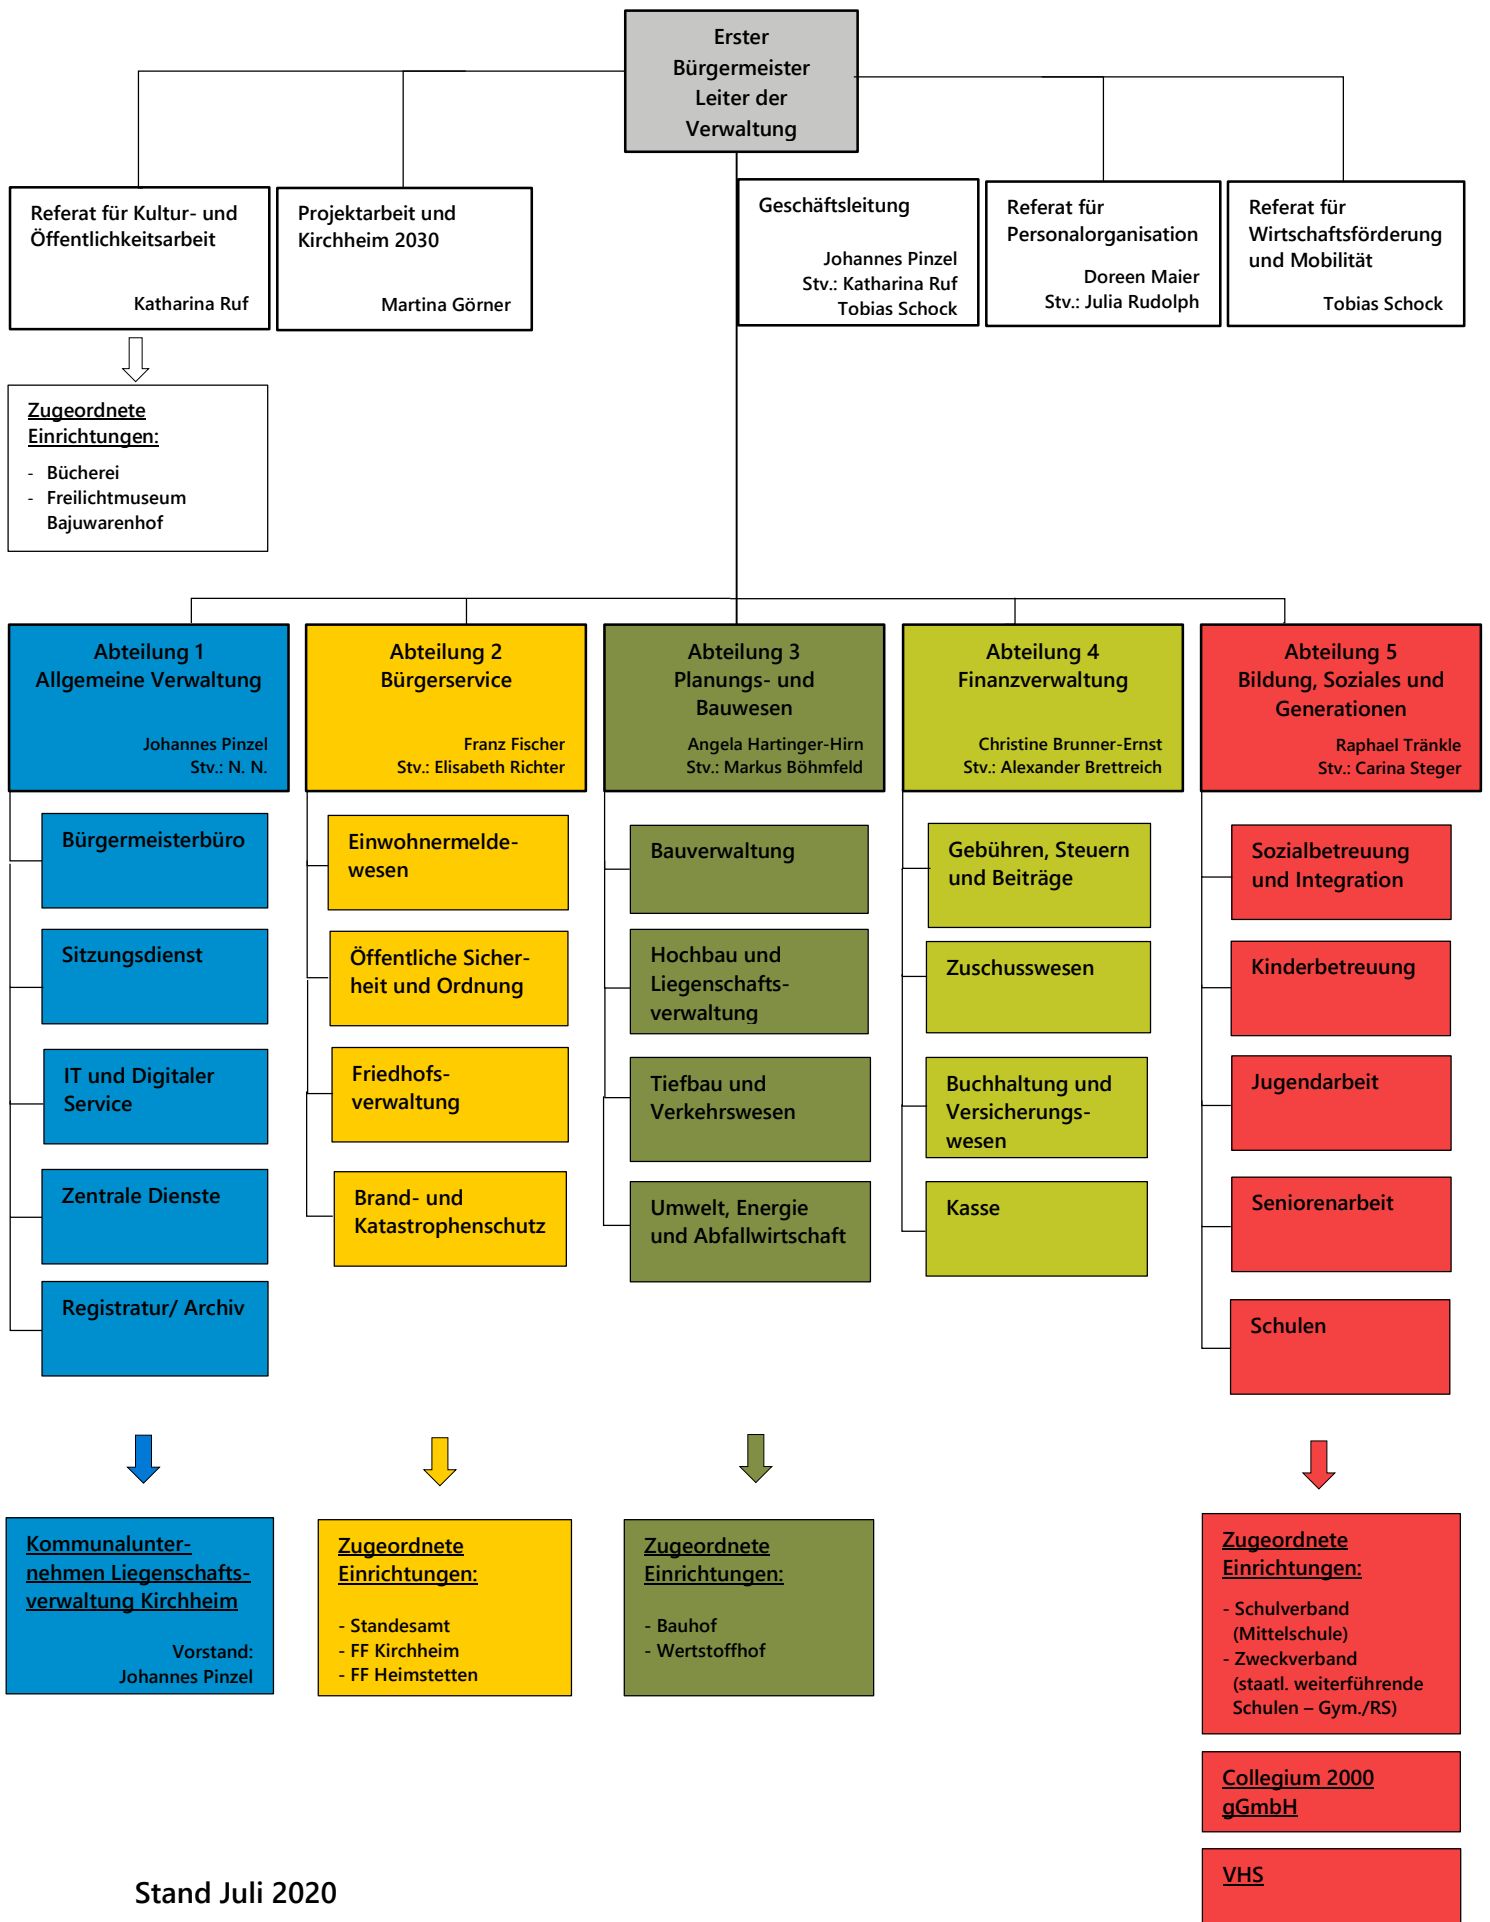 Erster
Bürgermeister
Leiter der
Verwaltung
Referat für Kultur- und
Öffentlichkeitsarbeit
Katharina Ruf
Projektarbeit und
Kirchheim 2030
Martina Görner
Geschäftsleitung
Johannes Pinzel
Stv.: Katharina Ruf
Tobias Schock
Referat für
Personalorganisation
Doreen Maier
Stv.: Julia Rudolph
Referat für
Wirtschaftsförderung
und Mobilität
Tobias Schock
Zugeordnete
Einrichtungen:
- Bücherei
- Freilichtmuseum
Bajuwarenhof
Abteilung 1
Allgemeine Verwaltung
Johannes Pinzel
Stv.: N. N.
Abteilung 2
Bürgerservice
Franz Fischer
Stv.: Elisabeth Richter
Abteilung 3
Planungs- und
Bauwesen
Angela Hartinger-Hirn
Stv.: Markus Böhmfeld
Abteilung 4
Finanzverwaltung
Christine Brunner-Ernst
Stv.: Alexander Brettreich
Abteilung 5
Bildung, Soziales und
Generationen
Raphael Tränkle
Stv.: Carina Steger
Bürgermeisterbüro
Sitzungsdienst
IT und Digitaler
Service
Zentrale Dienste
Registratur/ Archiv
Einwohnermelde-
wesen
Öffentliche Sicher-
heit und Ordnung
Friedhofs-
verwaltung
Brand- und
Katastrophenschutz
Bauverwaltung
Hochbau und
Liegenschafts-
verwaltung
Tiefbau und
Verkehrswesen
Umwelt, Energie
und Abfallwirtschaft
Gebühren, Steuern
und Beiträge
Zuschusswesen
Buchhaltung und
Versicherungs-
wesen
Kasse
Sozialbetreuung
und Integration
Kinderbetreuung
Jugendarbeit
Seniorenarbeit
Schulen
Kommunalunter-
nehmen Liegenschafts-
verwaltung Kirchheim
Vorstand:
Johannes Pinzel
Zugeordnete
Einrichtungen:
- Standesamt
- FF Kirchheim
- FF Heimstetten
Zugeordnete
Einrichtungen:
- Bauhof
- Wertstoffhof
Zugeordnete
Einrichtungen:
- Schulverband
(Mittelschule)
- Zweckverband
(staatl. weiterführende
Schulen – Gym./RS)
Collegium 2000
gGmbH
VHS
Stand Juli 2020